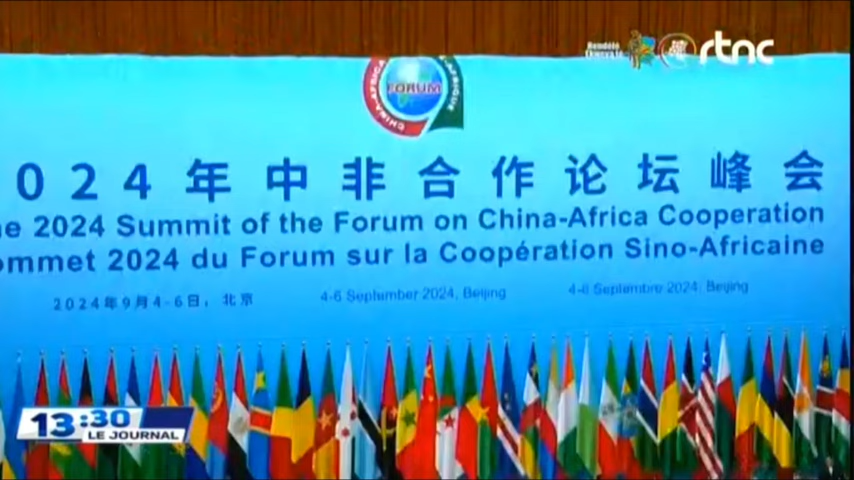 rtnc
FORUM
CHINA-AFRICA
AFRIQUE
2024年中非合作论坛峰会
2024 Summit of the Forum on China-Africa Cooperation
2024 du Forum sur la Coopération Sino-Africaine
2024年9月4-6日，北京
4-6 September 2024, Beijing
4-6 Septembre 2024, Beijing
13:30
LE JOURNAL